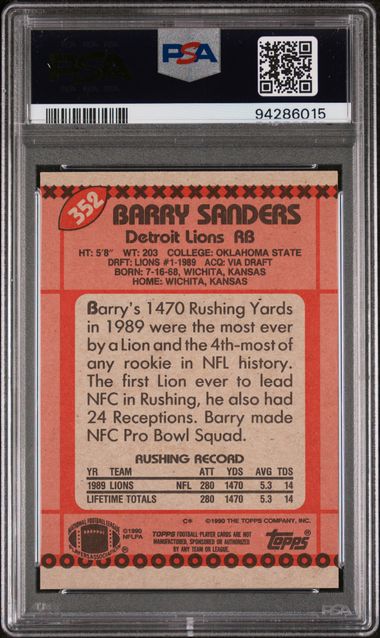 PSA
PSA
94286015
352
BARRY SANDERS
Detroit Lions RB
HT: 5'8" WT: 203 COLLEGE: OKLAHOMA STATE
DRFT: LIONS #1-1989 ACQ: VIA DRAFT
BORN: 7-16-68, WICHITA, KANSAS
HOME: WICHITA, KANSAS
Barry's 1470 Rushing Yards
in 1989 were the most ever
by a Lion and the 4th-most of
any rookie in NFL history.
The first Lion ever to lead
NFC in Rushing, he also had
24 Receptions. Barry made
NFC Pro Bowl Squad.
RUSHING RECORD
YR TEAM ATT YDS AVG TDS
1989 LIONS NFL 280 1470 5.3 14
LIFETIME TOTALS 280 1470 5.3 14
NATIONAL FOOTBALL LEAGUE
PLAYERS ASSOCIATION
©1990
NFLPA
C* ©1990 THE TOPPS COMPANY, INC.
TOPPS FOOTBALL PLAYER CARDS ARE NOT
MANUFACTURED, SPONSORED OR AUTHORIZED
BY ANY TEAM OR LEAGUE.
topps
PSA